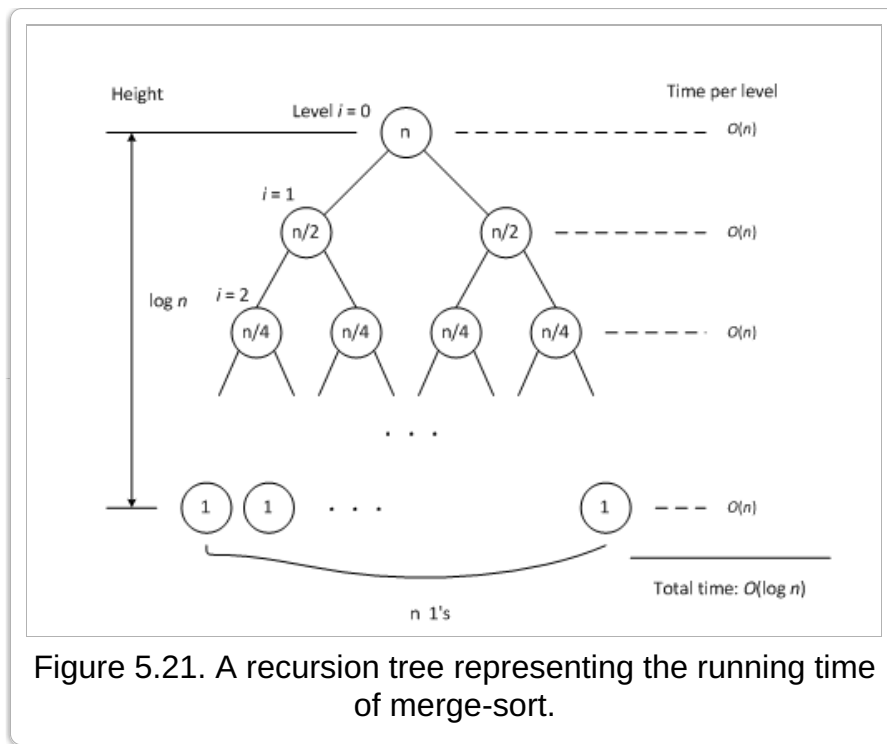 Height
Time per level
Level i = 0
n
O(n)
i = 1
n/2
n/2
O(n)
log n
i = 2
n/4
n/4
n/4
n/4
O(n)
. . .
1
1
. . .
1
O(n)
Total time: O(log n)
n 1's
Figure 5.21. A recursion tree representing the running time
of merge-sort.